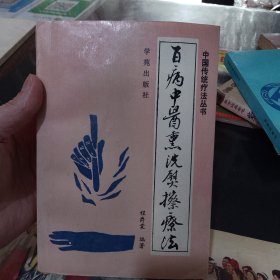 中国传统疗法丛书
百病中医熏洗熨擦疗法
程爵棠 编著
学苑出版社